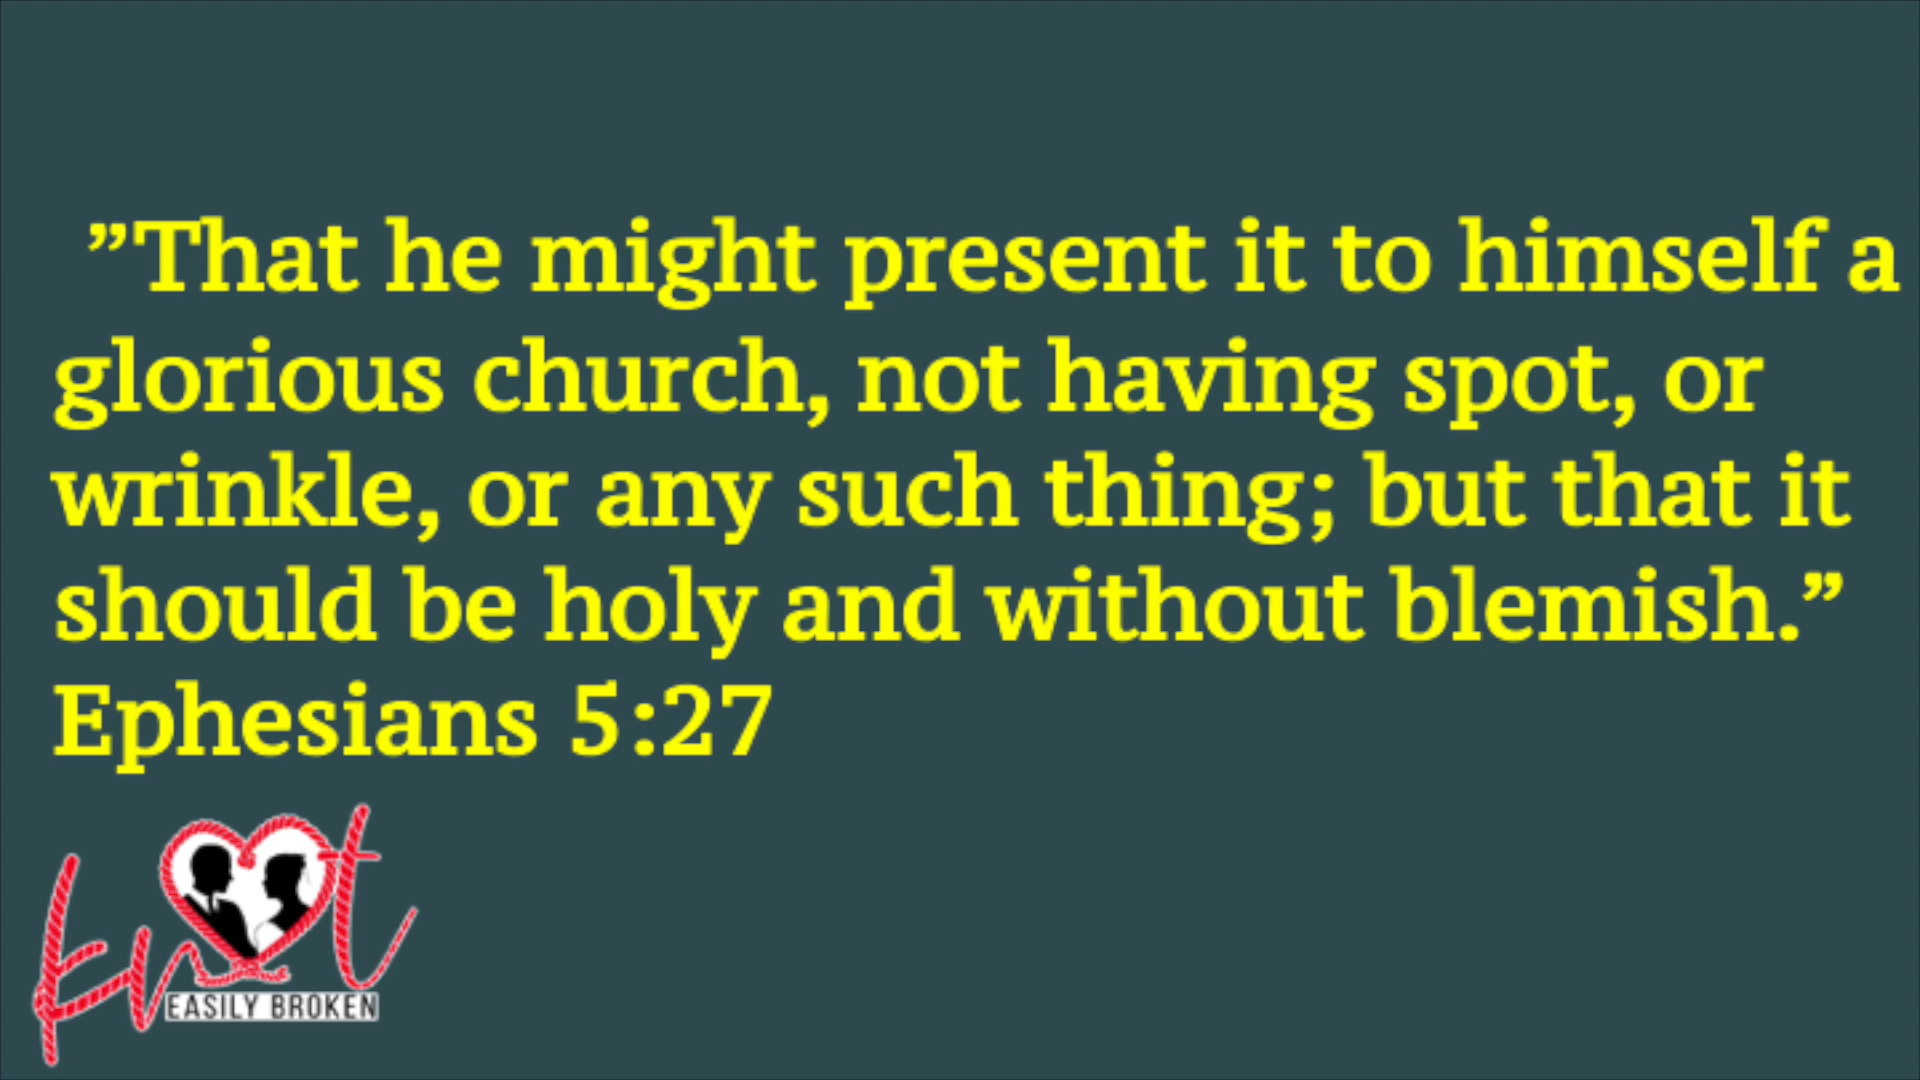 ”That he might present it to himself a
glorious church, not having spot, or
wrinkle, or any such thing; but that it
should be holy and without blemish.”
Ephesians 5:27
knot
EASILY BROKEN